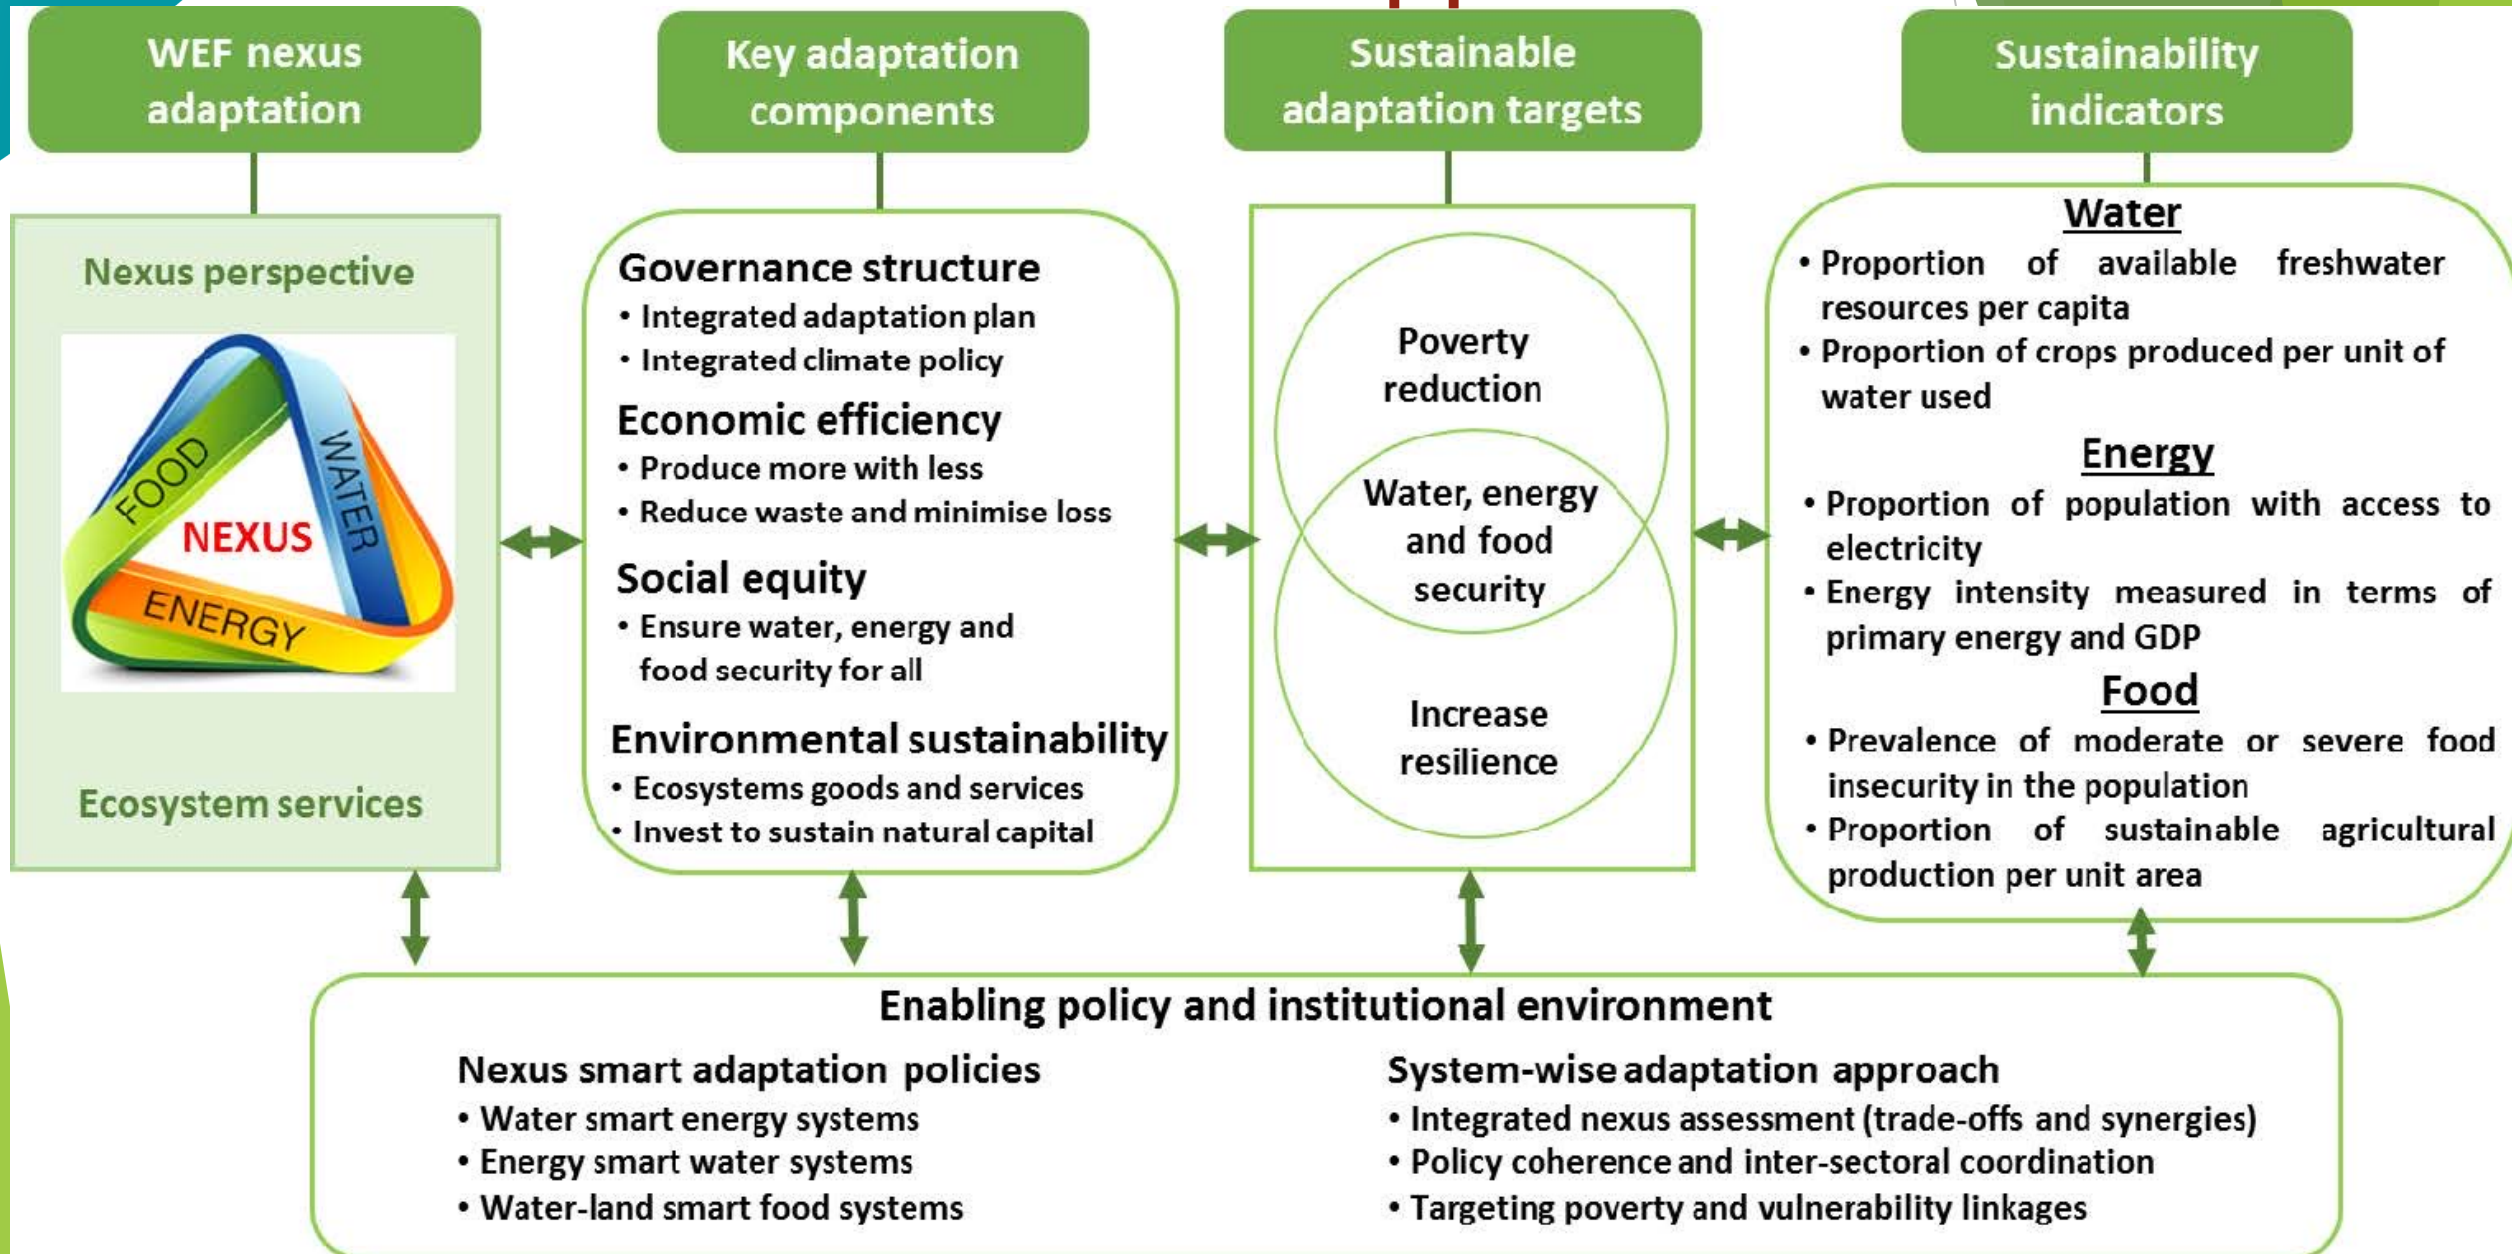 WEF nexus
adaptation
Key adaptation
components
Sustainable
adaptation targets
Sustainability
indicators
Nexus perspective
FOOD
WATER
NEXUS
ENERGY
Ecosystem services
Governance structure
• Integrated adaptation plan
• Integrated climate policy
Economic efficiency
• Produce more with less
• Reduce waste and minimise loss
Social equity
• Ensure water, energy and
food security for all
Environmental sustainability
• Ecosystems goods and services
• Invest to sustain natural capital
Poverty
reduction
Water, energy
and food
security
Increase
resilience
Water
• Proportion of available freshwater
resources per capita
• Proportion of crops produced per unit of
water used
Energy
• Proportion of population with access to
electricity
• Energy intensity measured in terms of
primary energy and GDP
Food
• Prevalence of moderate or severe food
insecurity in the population
• Proportion of sustainable agricultural
production per unit area
Enabling policy and institutional environment
Nexus smart adaptation policies
• Water smart energy systems
• Energy smart water systems
• Water-land smart food systems
System-wise adaptation approach
• Integrated nexus assessment (trade-offs and synergies)
• Policy coherence and inter-sectoral coordination
• Targeting poverty and vulnerability linkages